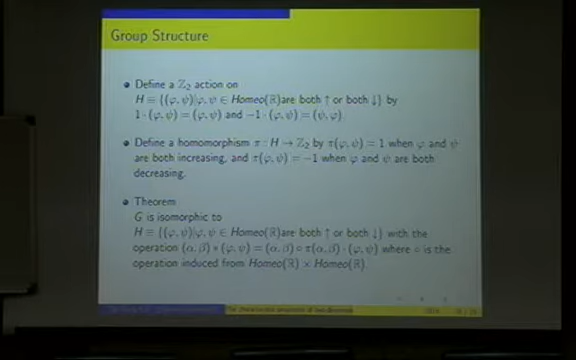 Group Structure
• Define a ℤ₂ action on
H ≡ {(φ, ψ)|φ, ψ ∈ Homeo(ℝ)are both ↑ or both ↓} by
1 · (φ, ψ) = (φ, ψ) and −1 · (φ, ψ) = (ψ, φ).
• Define a homomorphism π : H → ℤ₂ by π(φ, ψ) = 1 when φ and ψ
are both increasing, and π(φ, ψ) = −1 when φ and ψ are both
decreasing.
• Theorem
G is isomorphic to
H ≡ {(φ, ψ)|φ, ψ ∈ Homeo(ℝ)are both ↑ or both ↓} with the
operation (α, β) ∗ (φ, ψ) = (α, β) ∘ π(α, β) · (φ, ψ) where ∘ is the
operation induced from Homeo(ℝ) × Homeo(ℝ).